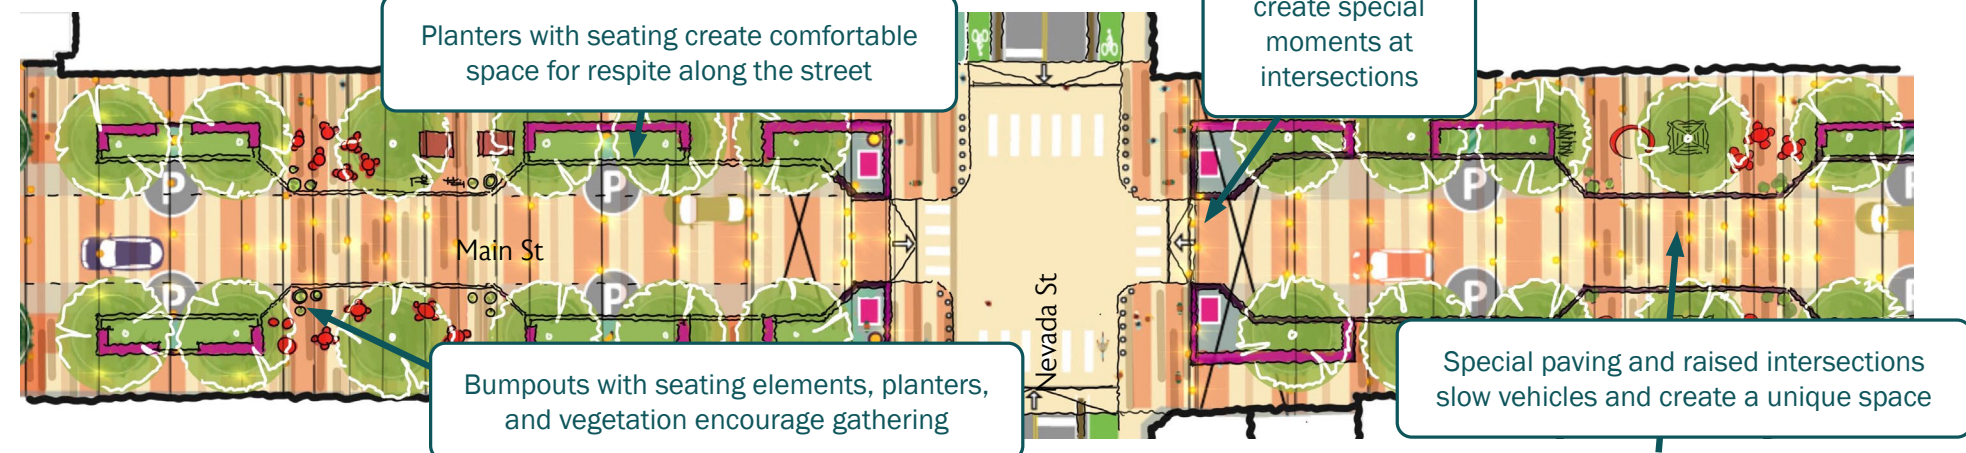 Planters with seating create comfortable
space for respite along the street
create special
moments at
intersections
P
P
P
P
Main St
P
P
P
P
Nevada St
Bumpouts with seating elements, planters,
and vegetation encourage gathering
Special paving and raised intersections
slow vehicles and create a unique space